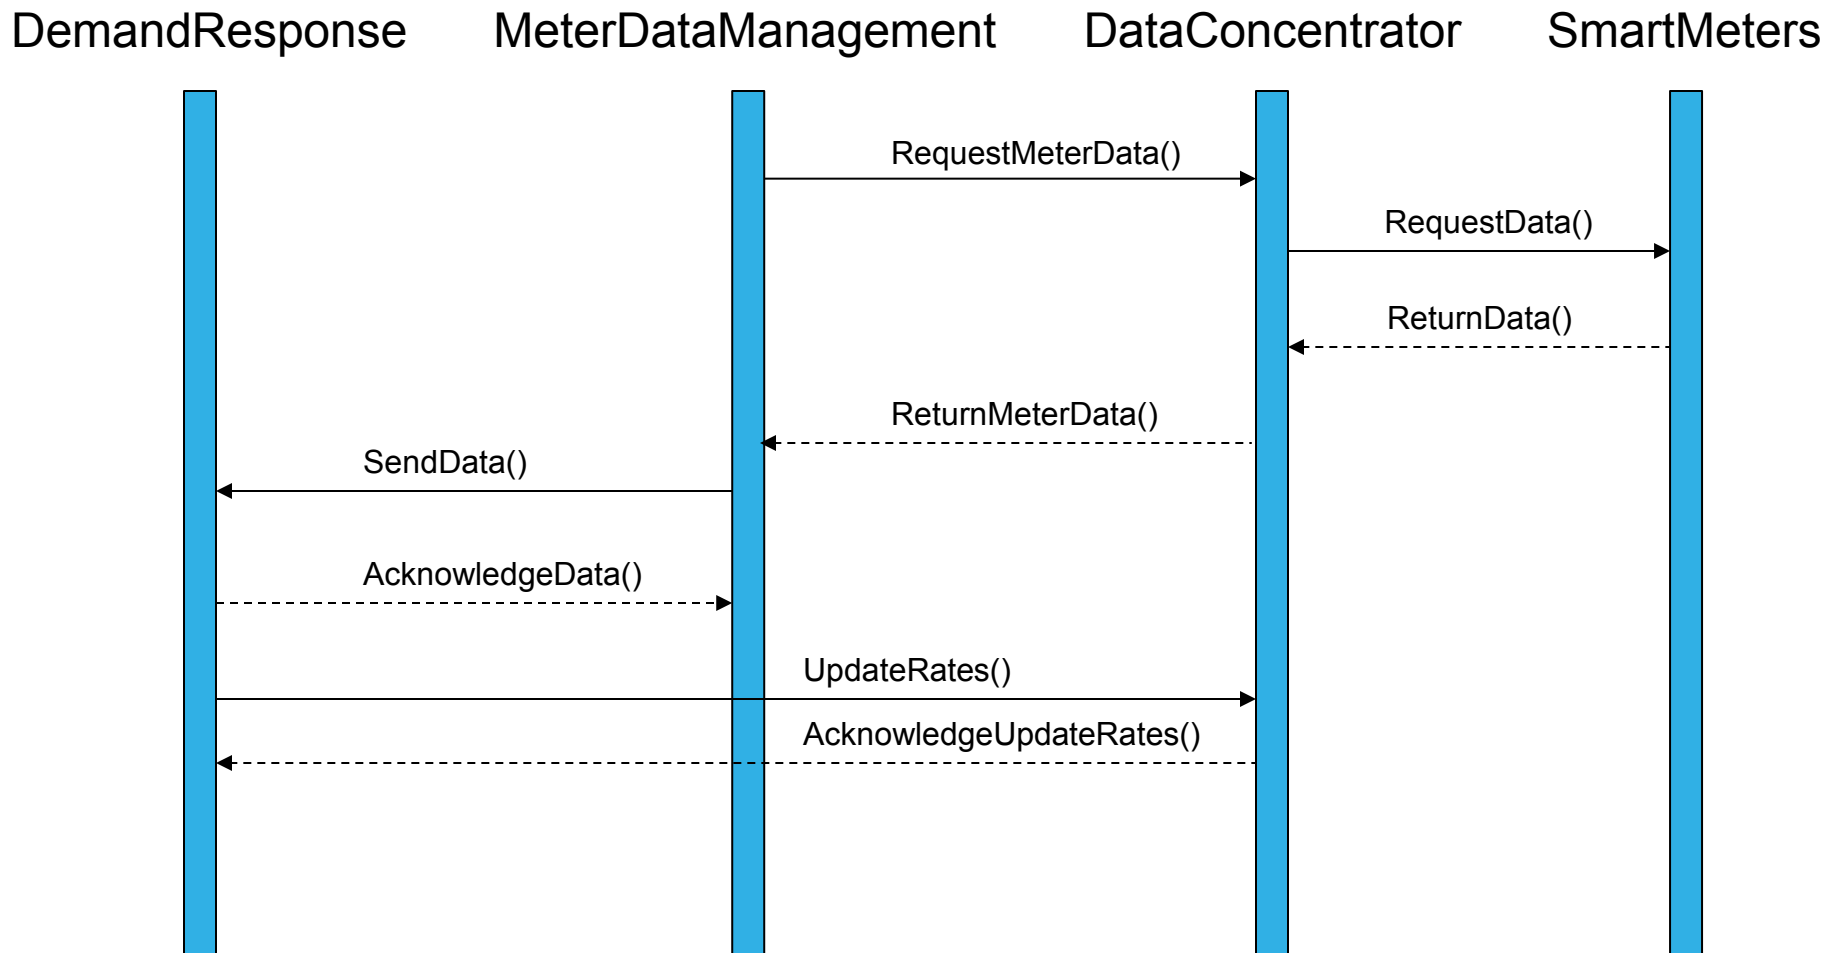 DemandResponse MeterDataManagement DataConcentrator SmartMeters
RequestMeterData()
RequestData()
ReturnData()
ReturnMeterData()
SendData()
AcknowledgeData()
UpdateRates()
AcknowledgeUpdateRates()